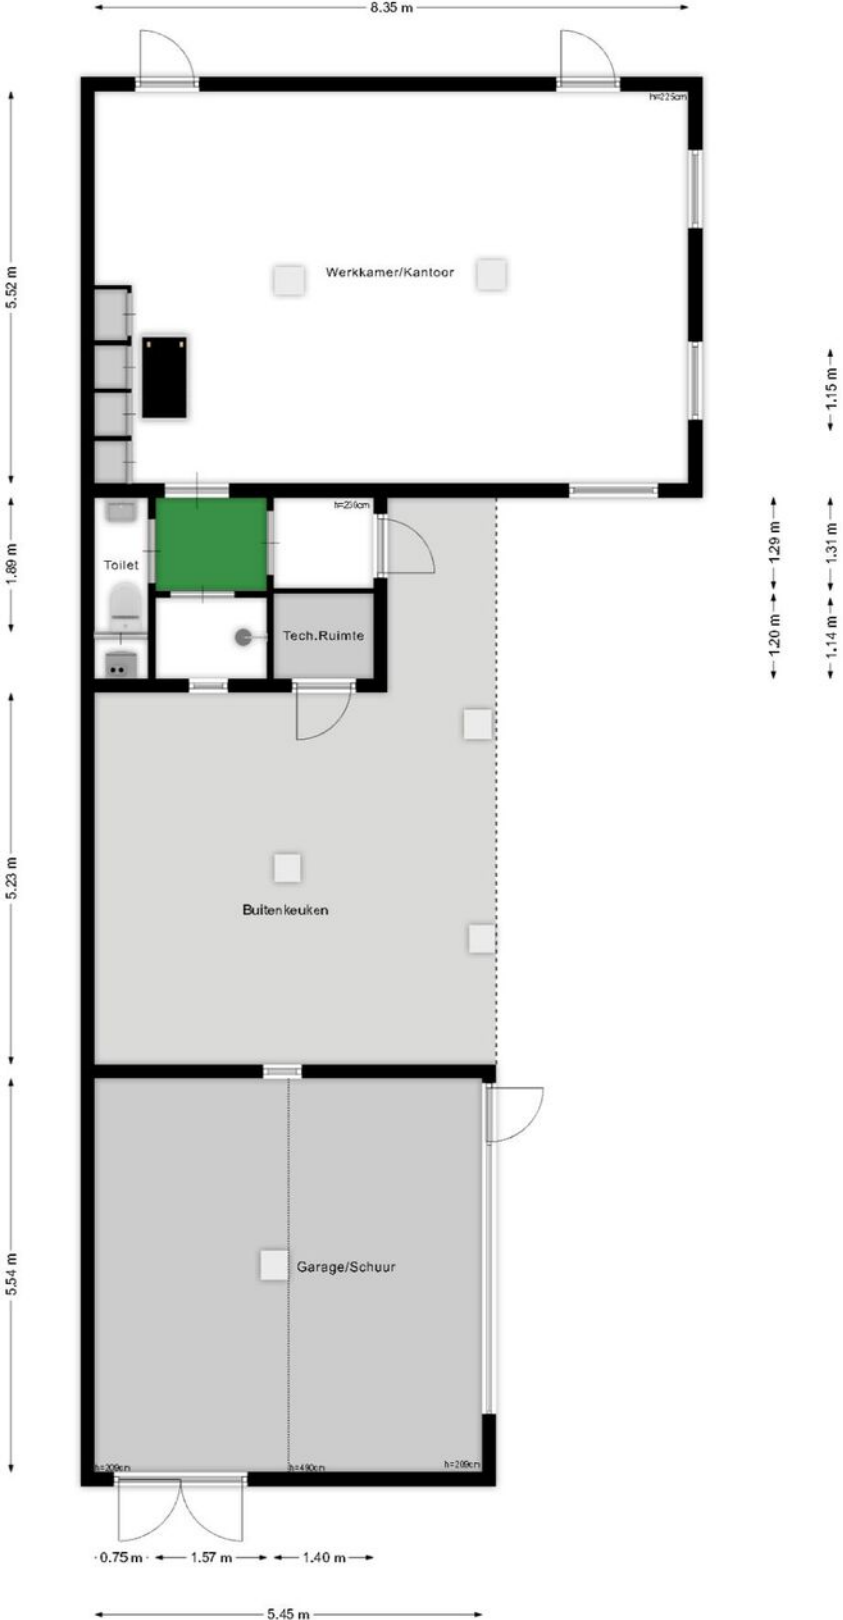 8.35 m
h=225cm
5.52 m
Werkkamer/Kantoor
1.15 m
h=230cm
1.89 m
Toilet
1.29 m
1.31 m
Tech.Ruimte
1.20 m
1.14 m
5.23 m
Buitenkeuken
5.54 m
Garage/Schuur
h=209cm
h=490cm
h=209cm
0.75 m
1.57 m
1.40 m
5.45 m